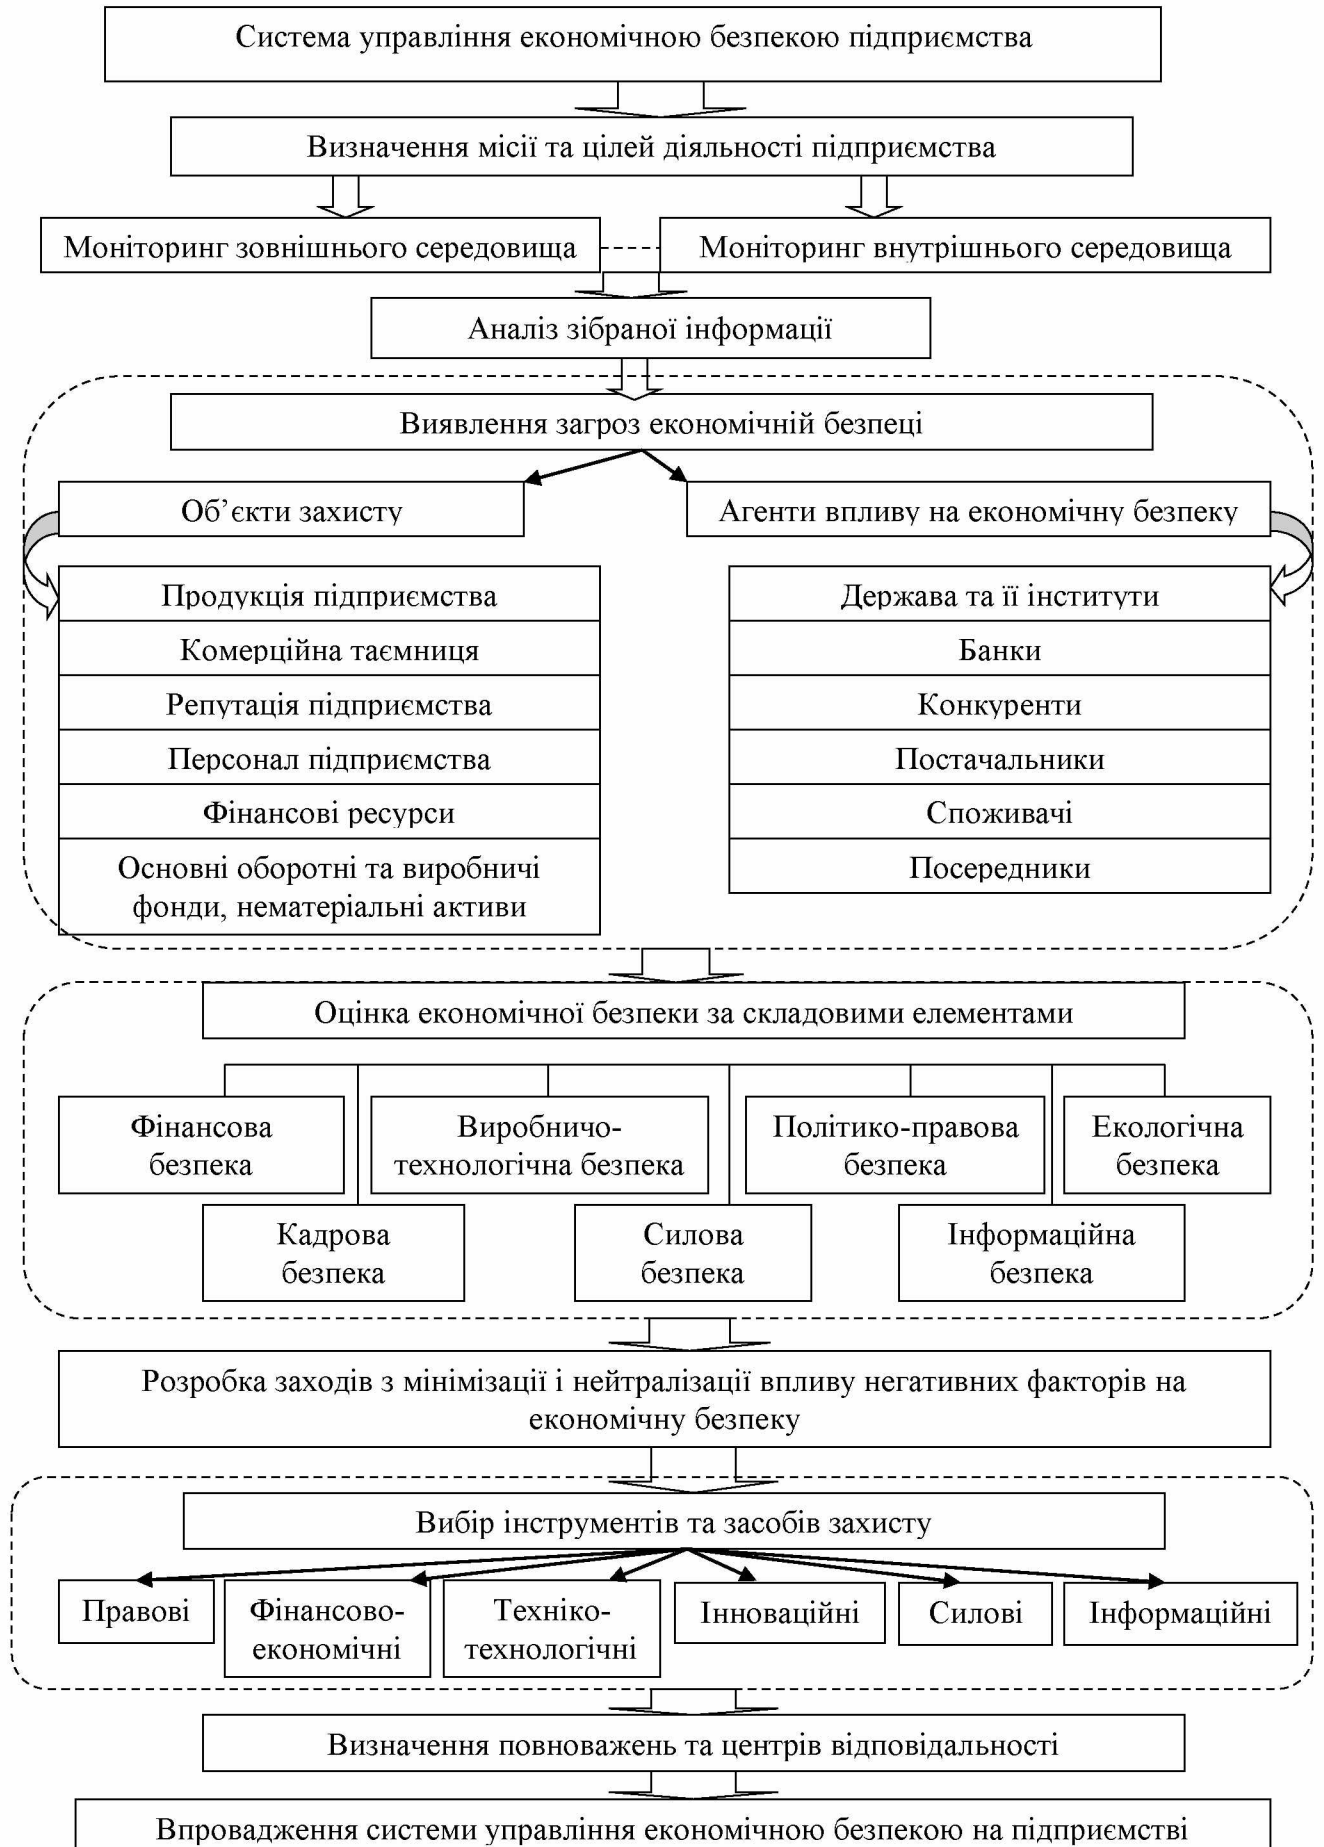 Система управління економічною безпекою підприємства
Визначення місії та цілей діяльності підприємства
Моніторинг зовнішнього середовища
Моніторинг внутрішнього середовища
Аналіз зібраної інформації
Виявлення загроз економічній безпеці
Об’єкти захисту
Агенти впливу на економічну безпеку
Продукція підприємства
Комерційна таємниця
Репутація підприємства
Персонал підприємства
Фінансові ресурси
Основні оборотні та виробничі
фонди, нематеріальні активи
Держава та її інститути
Банки
Конкуренти
Постачальники
Споживачі
Посередники
Оцінка економічної безпеки за складовими елементами
Фінансова
безпека
Виробничо-
технологічна безпека
Політико-правова
безпека
Екологічна
безпека
Кадрова
безпека
Силова
безпека
Інформаційна
безпека
Розробка заходів з мінімізації і нейтралізації впливу негативних факторів на
економічну безпеку
Вибір інструментів та засобів захисту
Правові
Фінансово-
економічні
Техніко-
технологічні
Інноваційні
Силові
Інформаційні
Визначення повноважень та центрів відповідальності
Впровадження системи управління економічною безпекою на підприємстві